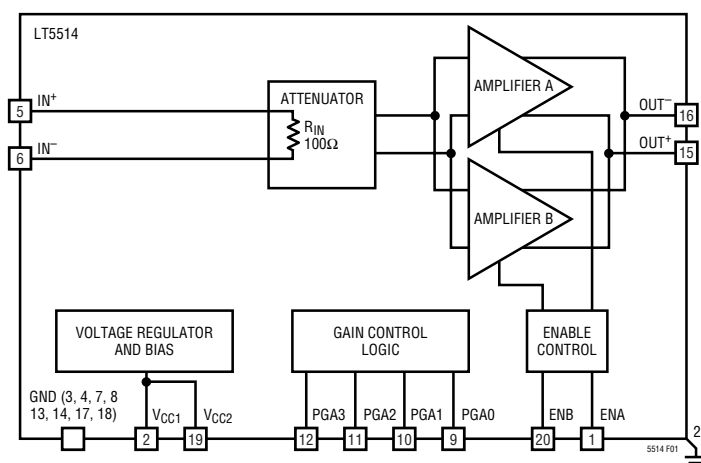 LT5514
5
IN+
6
IN–
ATTENUATOR
RIN
100Ω
AMPLIFIER A
AMPLIFIER B
OUT–
16
OUT+
15
VOLTAGE REGULATOR
AND BIAS
GAIN CONTROL
LOGIC
ENABLE
CONTROL
GND (3, 4, 7, 8
13, 14, 17, 18)
VCC1
VCC2
PGA3
PGA2
PGA1
PGA0
ENB
ENA
2
19
12
11
10
9
20
1
2
5514 F01